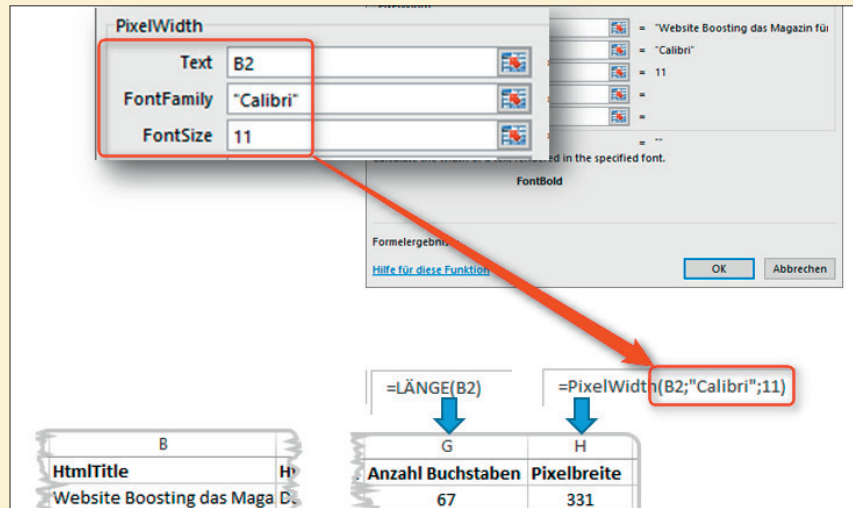 PixelWidth
Text B2
FontFamily "Calibri"
FontSize 11
= "Website Boosting das Magazin für
= "Calibri"
= 11
=
=
= ""
in the specified font.
FontBold
Formelergebnis
Hilfe für diese Funktion
OK Abbrechen
=LÄNGE(B2) =PixelWidth(B2;"Calibri";11)
B G H
HtmlTitle Anzahl Buchstaben Pixelbreite
Website Boosting das Maga 67 331